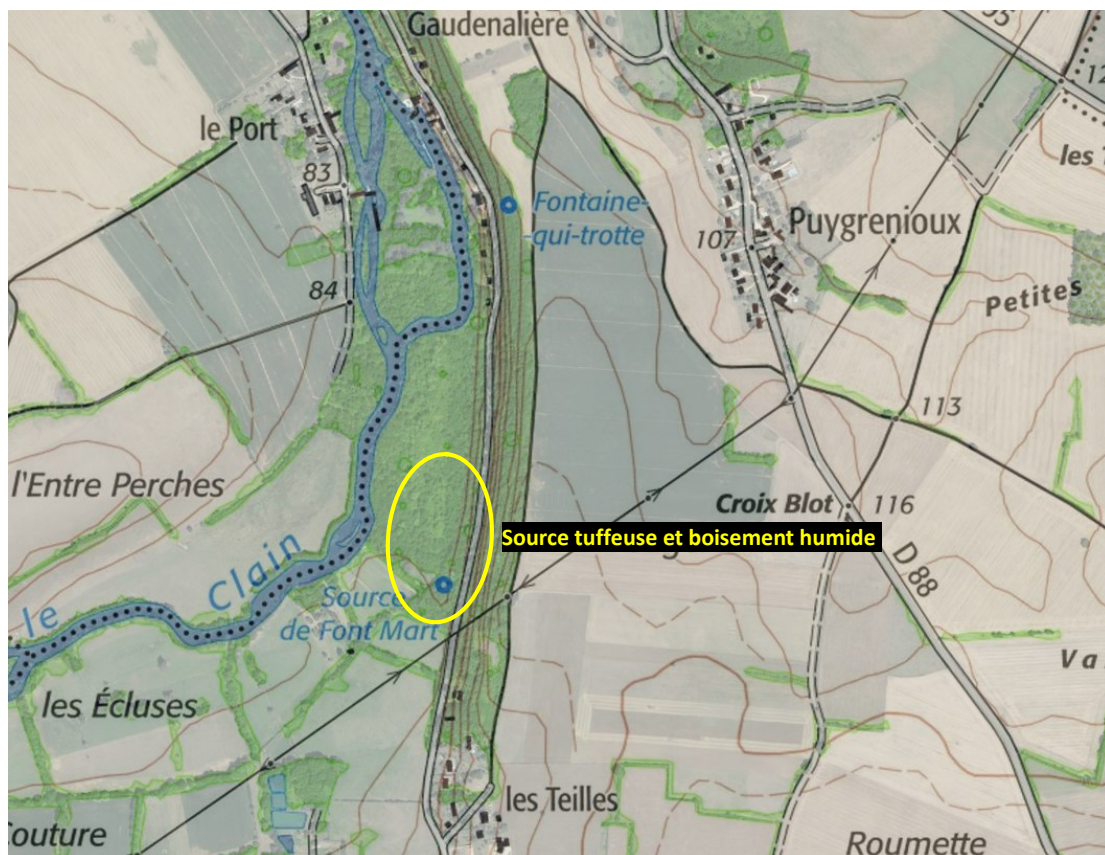 Gaudenalière
le Port
83
Fontaine-
-qui-trotte
107
Puygrenioux
les
84
Petites
113
l'Entre Perches
Croix Blot
116
Source tuffeuse et boisement humide
le Clain
D 88
Source
de Font Mart
les Écluses
les Teilles
Couture
Roumette